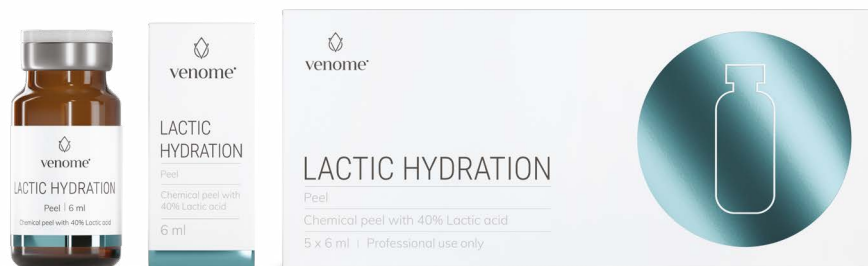 venome
LACTIC HYDRATION
Peel | 6 ml
Chemical peel with 40% Lactic acid
venome
LACTIC
HYDRATION
Peel
Chemical peel with
40% Lactic acid
6 ml
venome
LACTIC HYDRATION
Peel
Chemical peel with 40% Lactic acid
5 x 6 ml | Professional use only